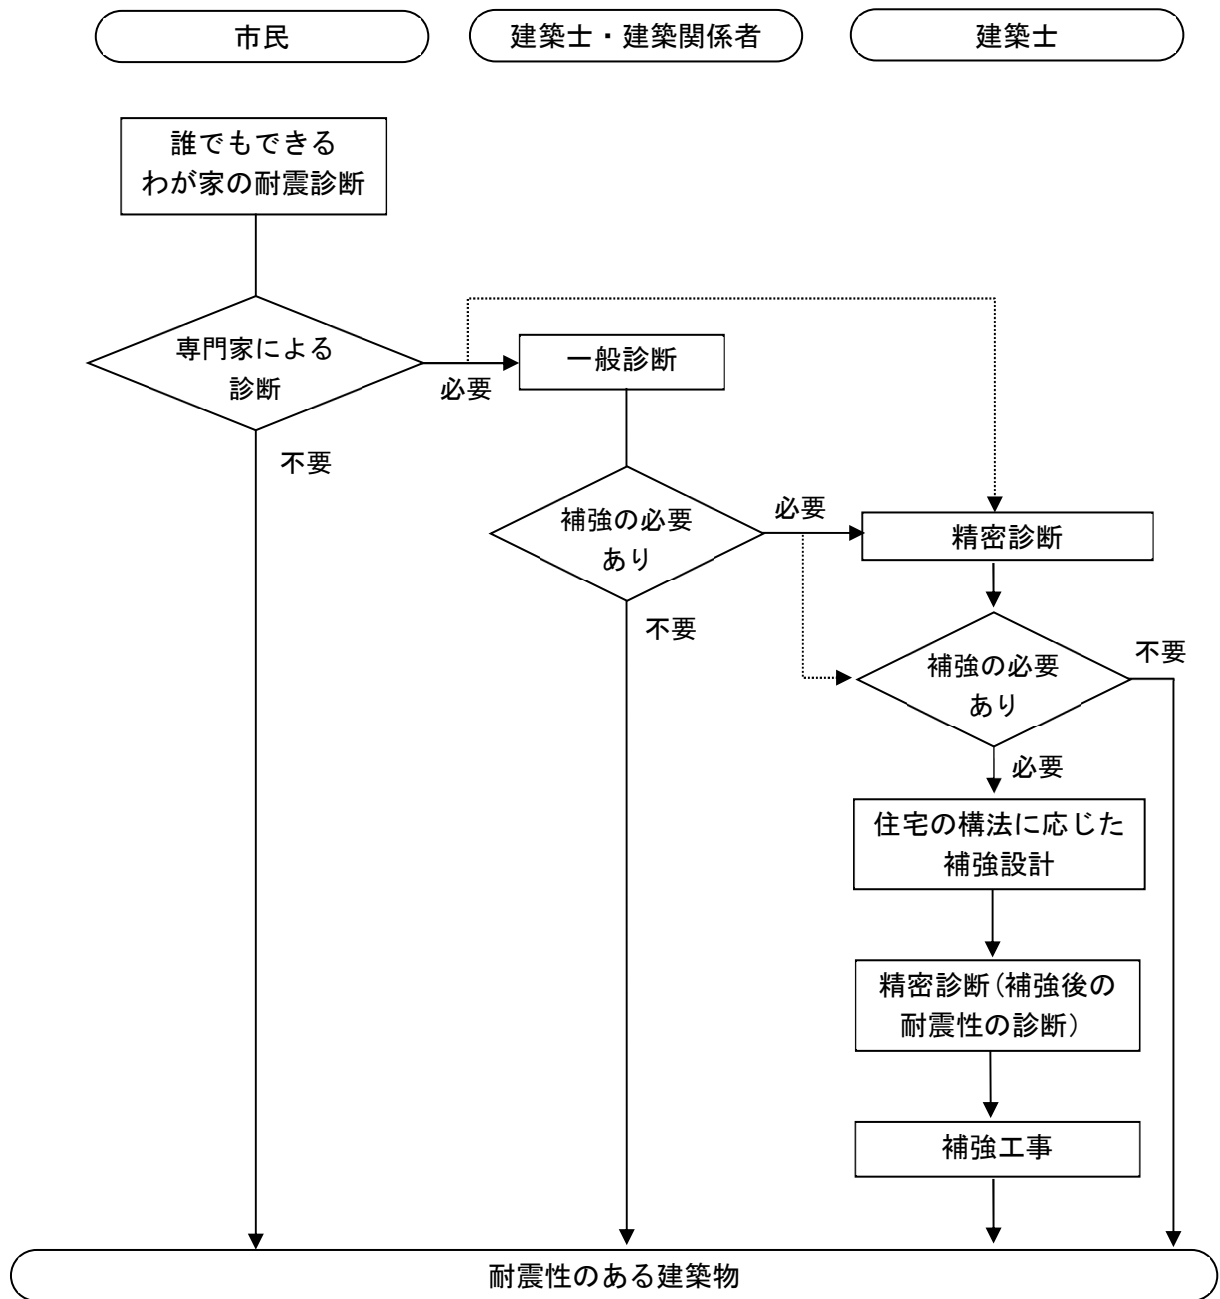 市民
建築士・建築関係者
建築士
誰でもできる
わが家の耐震診断
専門家による
診断
必要
不要
一般診断
補強の必要
あり
必要
不要
精密診断
補強の必要
あり
不要
必要
住宅の構法に応じた
補強設計
精密診断(補強後の
耐震性の診断)
補強工事
耐震性のある建築物